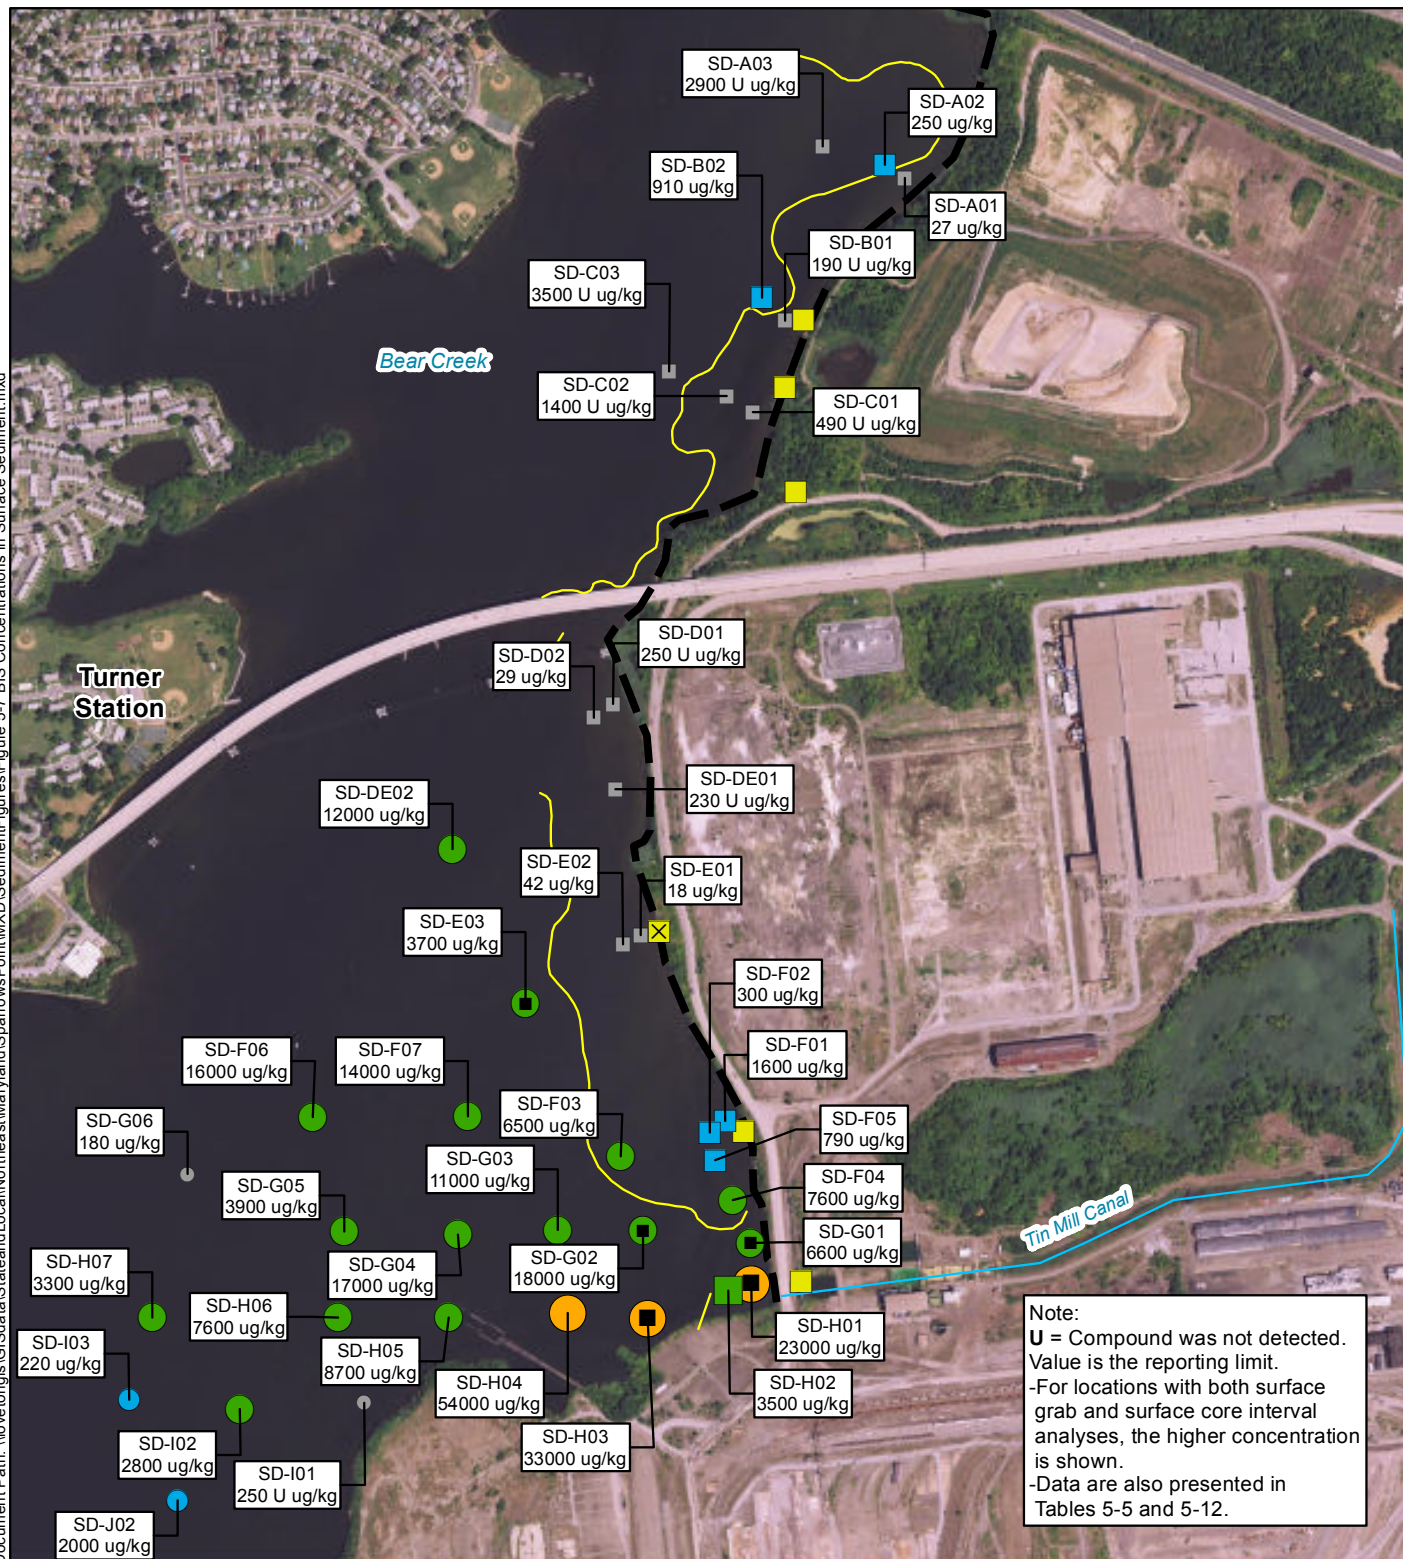 SD-A03
2900 U ug/kg
SD-A02
250 ug/kg
SD-B02
910 ug/kg
SD-A01
27 ug/kg
SD-B01
190 U ug/kg
SD-C03
3500 U ug/kg
Bear Creek
SD-C02
1400 U ug/kg
SD-C01
490 U ug/kg
SD-D01
250 U ug/kg
SD-D02
29 ug/kg
Turner
Station
SD-DE01
230 U ug/kg
SD-DE02
12000 ug/kg
SD-E02
42 ug/kg
SD-E01
18 ug/kg
SD-E03
3700 ug/kg
SD-F02
300 ug/kg
SD-F06
16000 ug/kg
SD-F07
14000 ug/kg
SD-F01
1600 ug/kg
SD-F03
6500 ug/kg
SD-G06
180 ug/kg
SD-F05
790 ug/kg
SD-G03
11000 ug/kg
SD-F04
7600 ug/kg
SD-G05
3900 ug/kg
Tin Mill Canal
SD-G01
6600 ug/kg
SD-G02
18000 ug/kg
SD-G04
17000 ug/kg
SD-H07
3300 ug/kg
SD-H06
7600 ug/kg
SD-H01
23000 ug/kg
SD-I03
220 ug/kg
SD-H05
8700 ug/kg
SD-H04
54000 ug/kg
SD-H02
3500 ug/kg
SD-H03
33000 ug/kg
SD-I02
2800 ug/kg
SD-I01
250 U ug/kg
SD-J02
2000 ug/kg
Note:
U = Compound was not detected.
Value is the reporting limit.
-For locations with both surface
grab and surface core interval
analyses, the higher concentration
is shown.
-Data are also presented in
Tables 5-5 and 5-12.